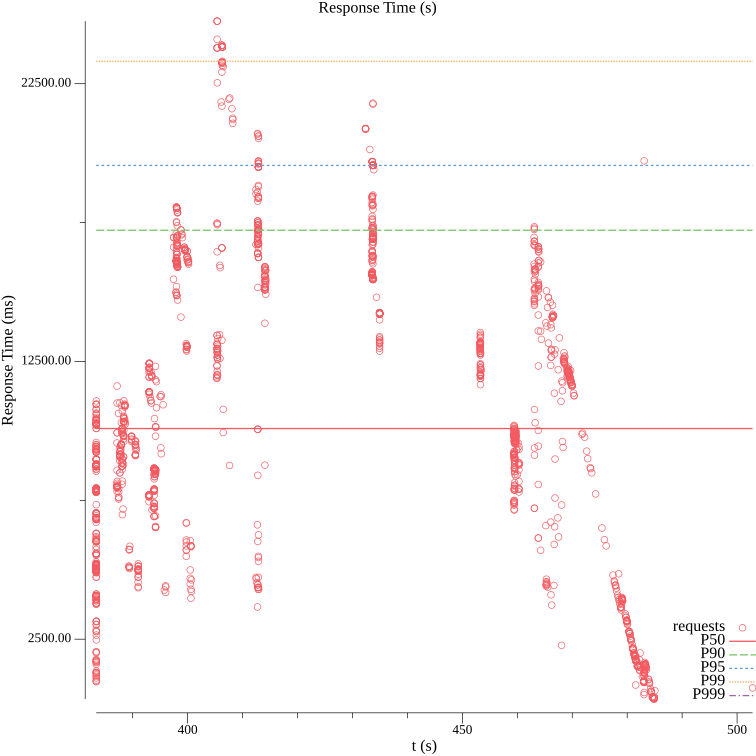 Response Time (s)
22500.00
12500.00
2500.00
Response Time (ms)
requests
P50
P90
P95
P99
P999
400
450
500
t (s)